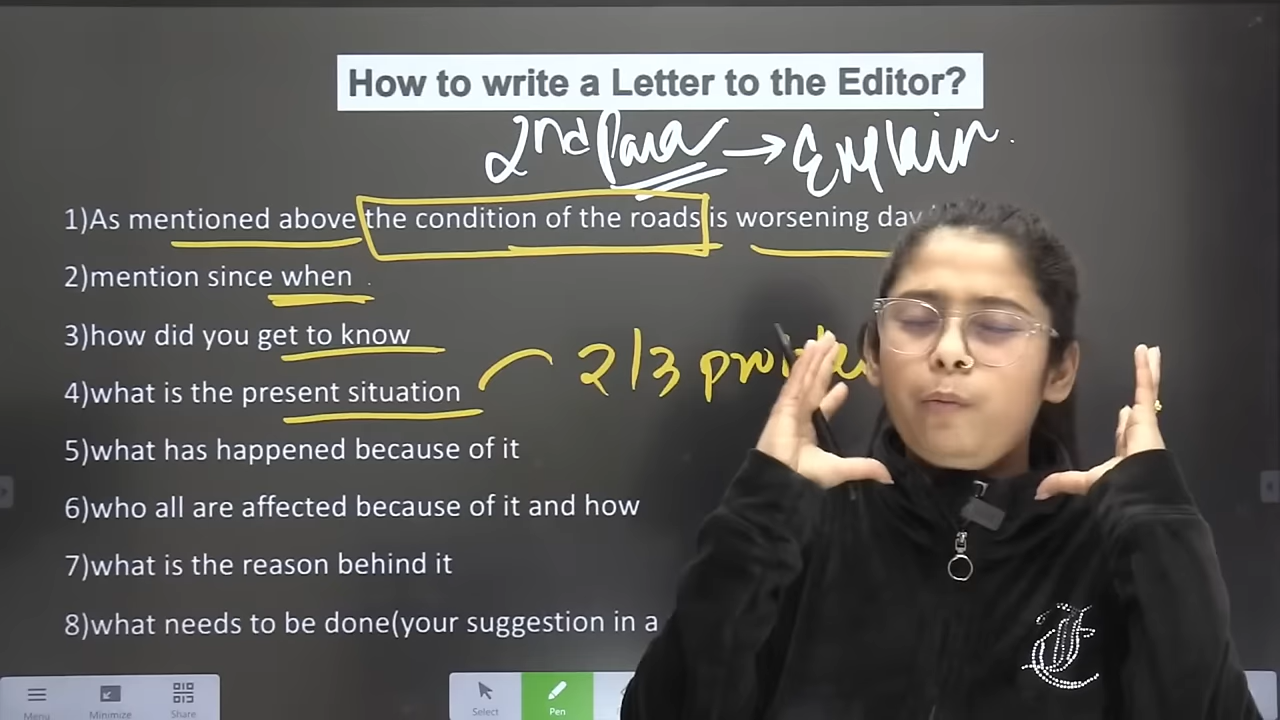 How to write a Letter to the Editor?
2nd Para → Explain.
1)As mentioned above the condition of the roads is worsening day
2)mention since when
3)how did you get to know
4)what is the present situation
2/3
5)what has happened because of it
6)who all are affected because of it and how
7)what is the reason behind it
8)what needs to be done(your suggestion in a
Menu Minimize Share Select Pen